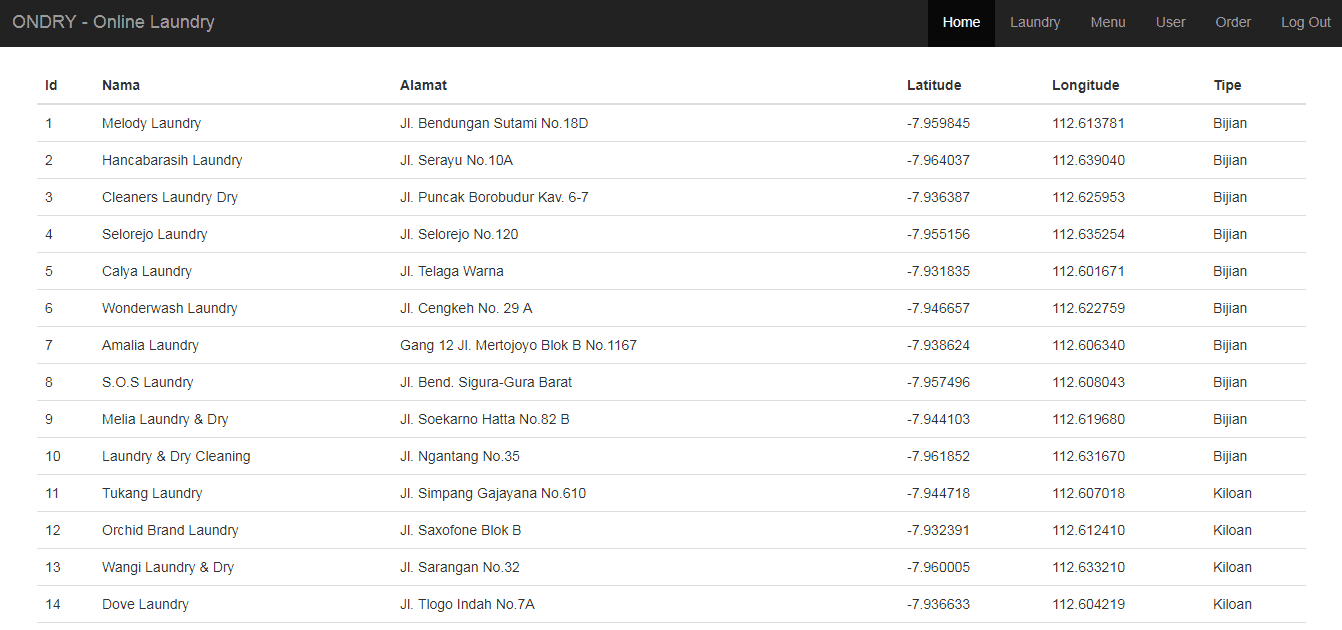 ONDRY - Online Laundry Home Laundry Menu User Order Log Out
Id Nama Alamat Latitude Longitude Tipe
1 Melody Laundry Jl. Bendungan Sutami No.18D -7.959845 112.613781 Bijian
2 Hancabarasih Laundry Jl. Serayu No.10A -7.964037 112.639040 Bijian
3 Cleaners Laundry Dry Jl. Puncak Borobudur Kav. 6-7 -7.936387 112.625953 Bijian
4 Selorejo Laundry Jl. Selorejo No.120 -7.955156 112.635254 Bijian
5 Calya Laundry Jl. Telaga Warna -7.931835 112.601671 Bijian
6 Wonderwash Laundry Jl. Cengkeh No. 29 A -7.946657 112.622759 Bijian
7 Amalia Laundry Gang 12 Jl. Mertojoyo Blok B No.1167 -7.938624 112.606340 Bijian
8 S.O.S Laundry Jl. Bend. Sigura-Gura Barat -7.957496 112.608043 Bijian
9 Melia Laundry & Dry Jl. Soekarno Hatta No.82 B -7.944103 112.619680 Bijian
10 Laundry & Dry Cleaning Jl. Ngantang No.35 -7.961852 112.631670 Bijian
11 Tukang Laundry Jl. Simpang Gajayana No.610 -7.944718 112.607018 Kiloan
12 Orchid Brand Laundry Jl. Saxofone Blok B -7.932391 112.612410 Kiloan
13 Wangi Laundry & Dry Jl. Sarangan No.32 -7.960005 112.633210 Kiloan
14 Dove Laundry Jl. Tlogo Indah No.7A -7.936633 112.604219 Kiloan